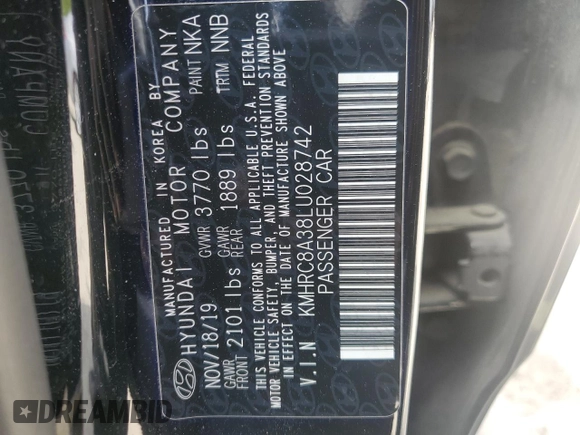 MANUFACTURED IN KOREA BY
HYUNDAI MOTOR COMPANY
NOV/18/19 GVWR 3770 lbs PAINT NKA
GAWR FRONT 2101lbs GAWR REAR 1889 lbs TRIM NNB
THIS VEHICLE CONFORMS TO ALL APPLICABLE U.S.A. FEDERAL
MOTOR VEHICLE SAFETY, BUMPER, AND THEFT PREVENTION STANDARDS
IN EFFECT ON THE DATE OF MANUFACTURE SHOWN ABOVE
V.I.N KMHRC8A38LU028742
PASSENGER CAR
DREAMBID